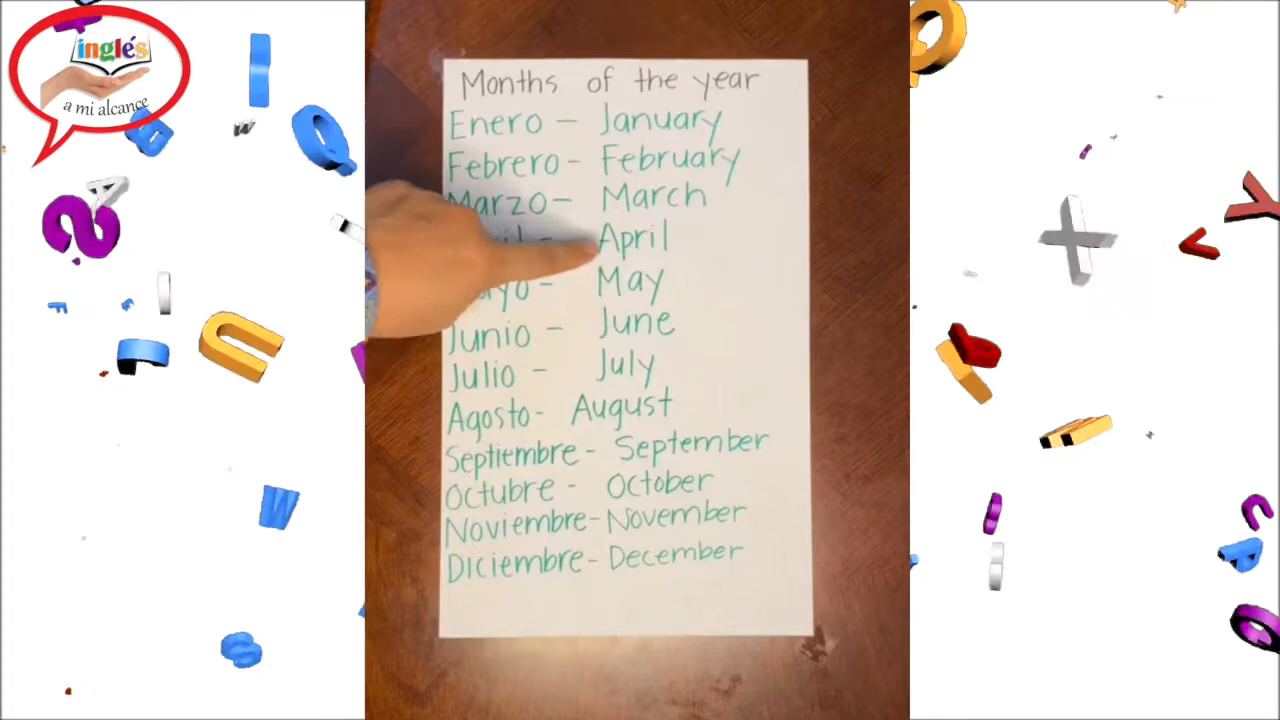 inglés
a mi alcance
Months of the year
Enero – January
Febrero – February
Marzo – March
- April
- May
Junio – June
Julio – July
Agosto- August
Septiembre - September
Octubre - October
Noviembre - November
Diciembre - December